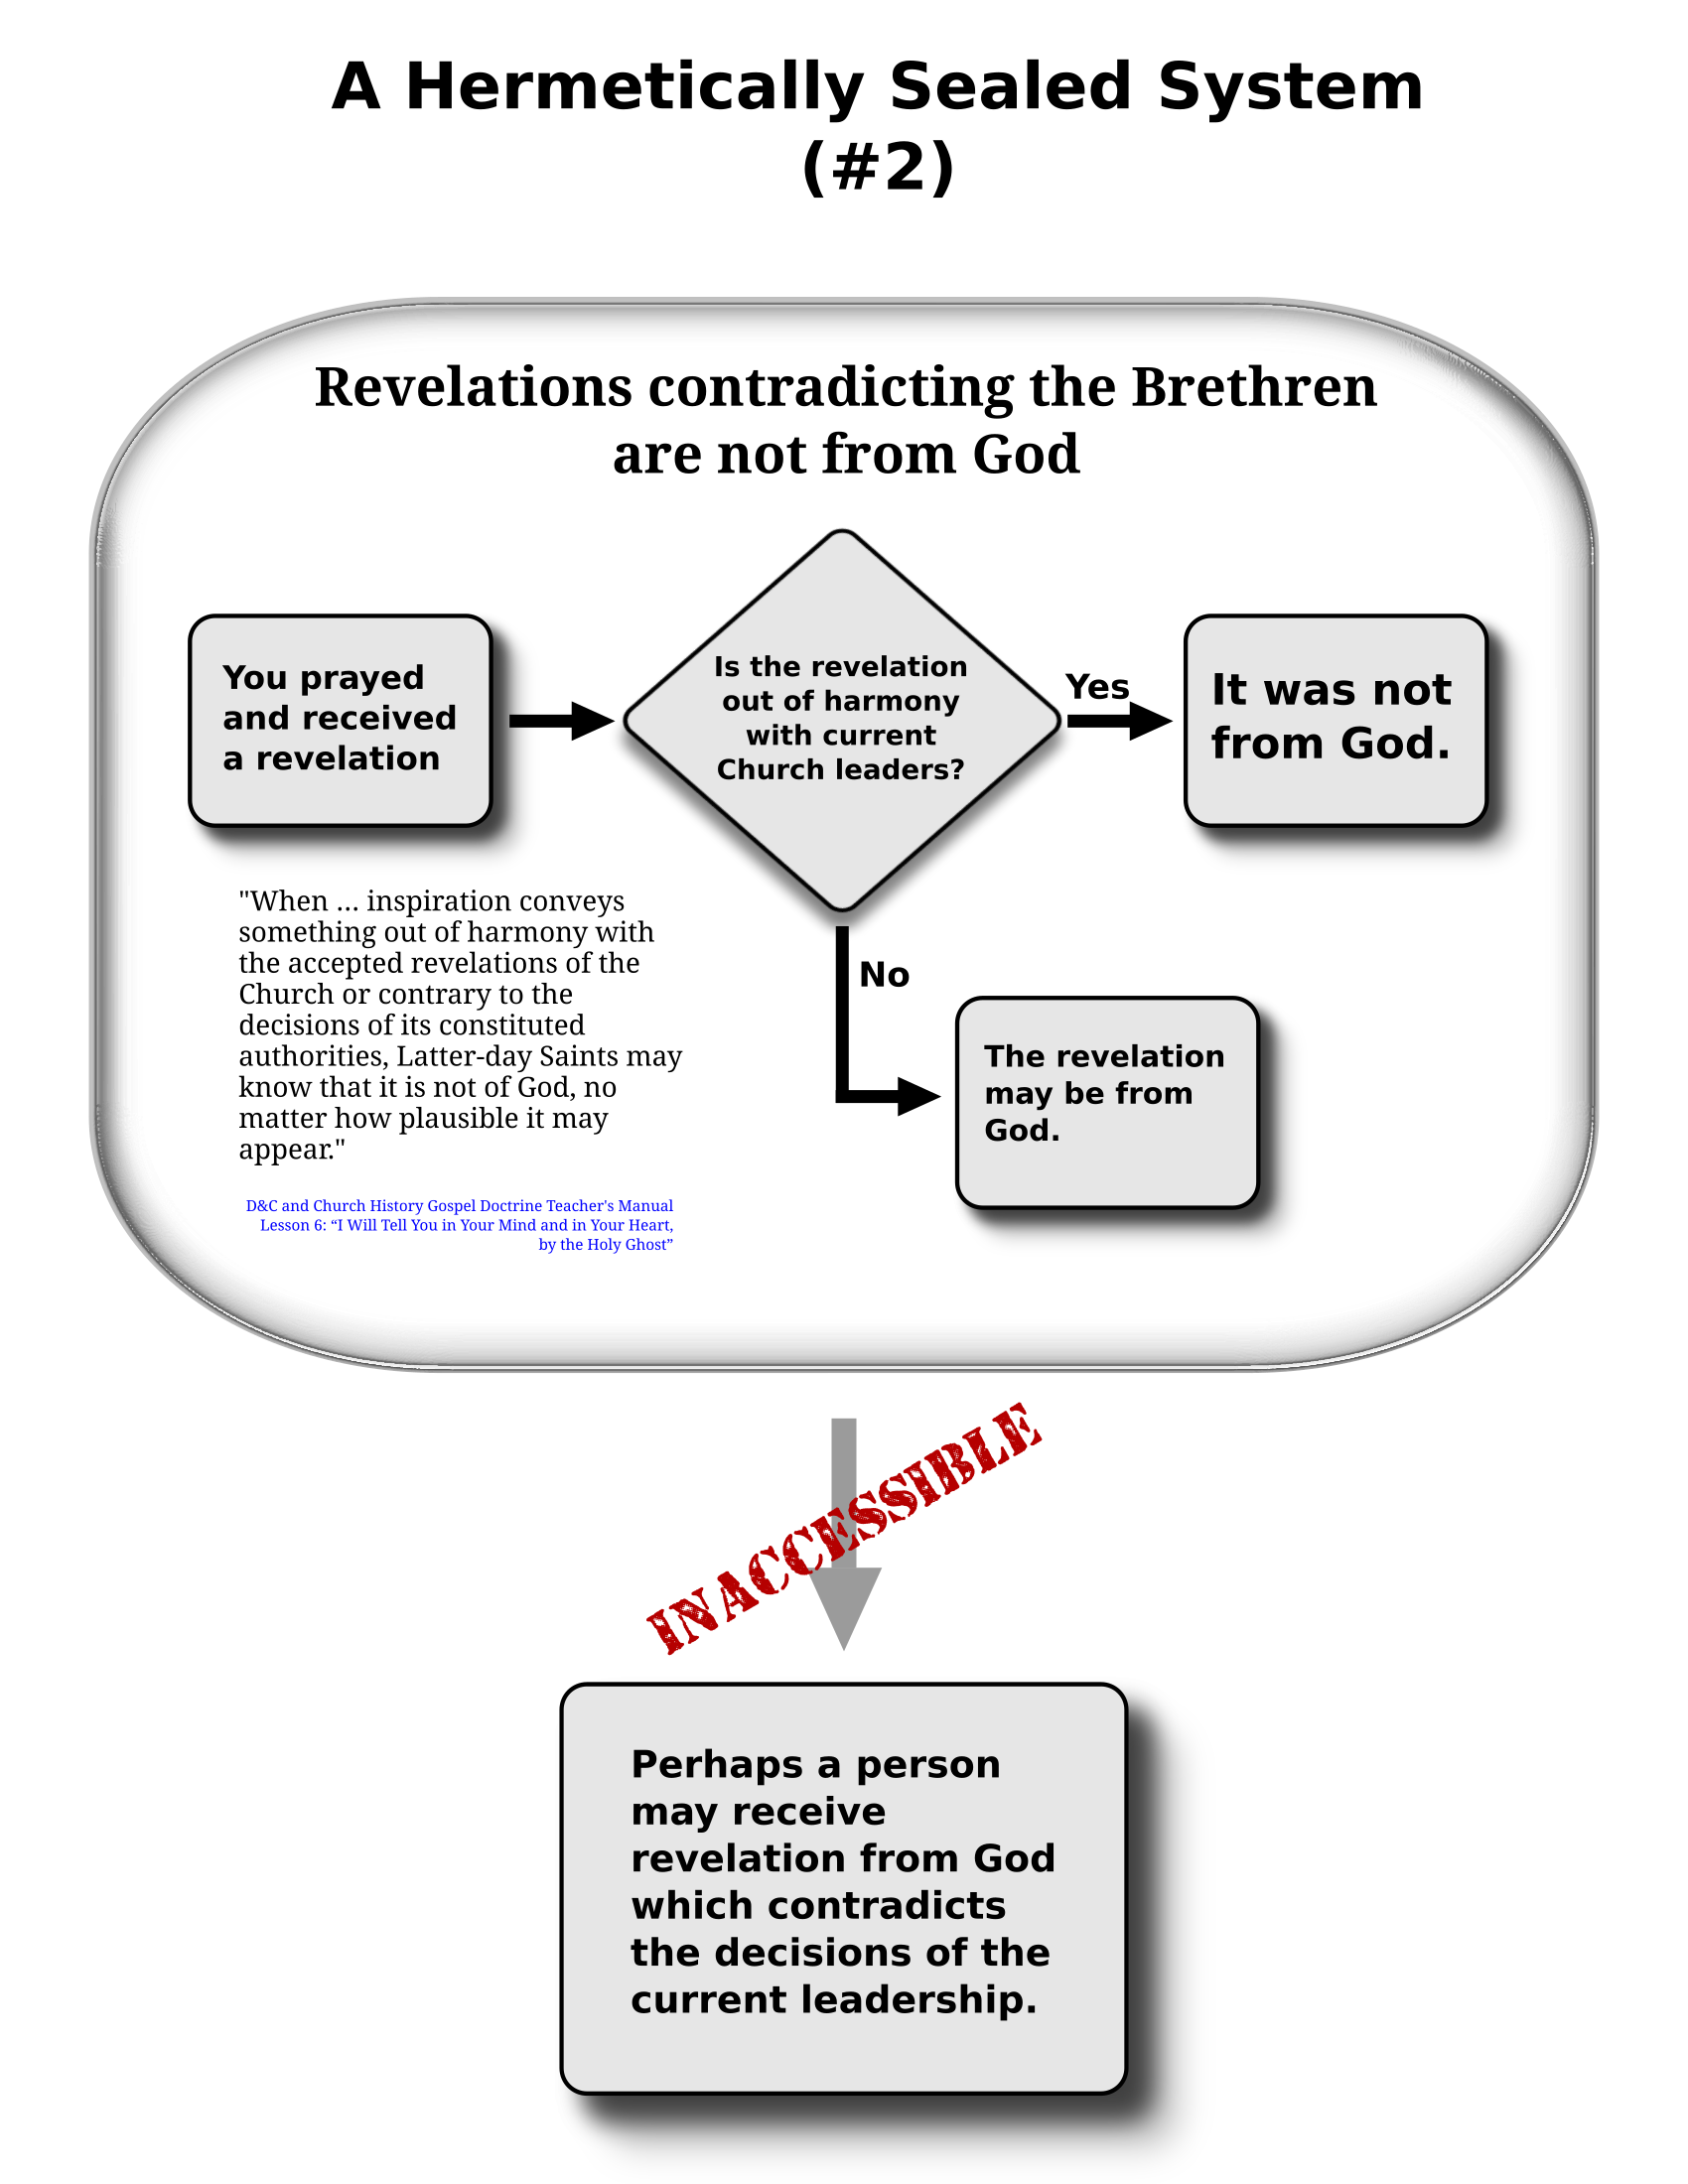 A Hermetically Sealed System
(#2)
Revelations contradicting the Brethren
are not from God
You prayed
and received
a revelation
Is the revelation
out of harmony
with current
Church leaders?
Yes
It was not
from God.
"When … inspiration conveys
something out of harmony with
the accepted revelations of the
Church or contrary to the
decisions of its constituted
authorities, Latter-day Saints may
know that it is not of God, no
matter how plausible it may
appear."
D&C and Church History Gospel Doctrine Teacher's Manual
Lesson 6: “I Will Tell You in Your Mind and in Your Heart,
by the Holy Ghost”
No
The revelation
may be from
God.
INACCESSIBLE
Perhaps a person
may receive
revelation from God
which contradicts
the decisions of the
current leadership.